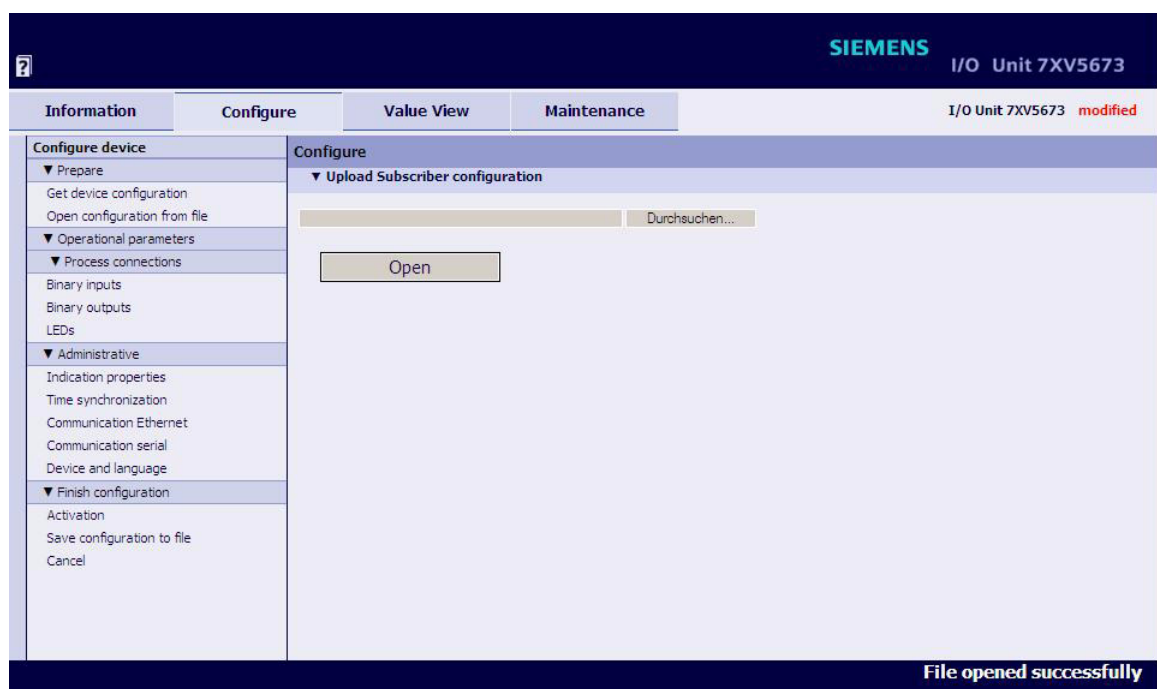 ?
SIEMENS
I/O Unit 7XV5673
Information Configure Value View Maintenance I/O Unit 7XV5673 modified
Configure device
▼ Prepare
Get device configuration
Open configuration from file
▼ Operational parameters
▼ Process connections
Binary inputs
Binary outputs
LEDs
▼ Administrative
Indication properties
Time synchronization
Communication Ethernet
Communication serial
Device and language
▼ Finish configuration
Activation
Save configuration to file
Cancel
Configure
▼ Upload Subscriber configuration
Durchsuchen...
Open
File opened successfully